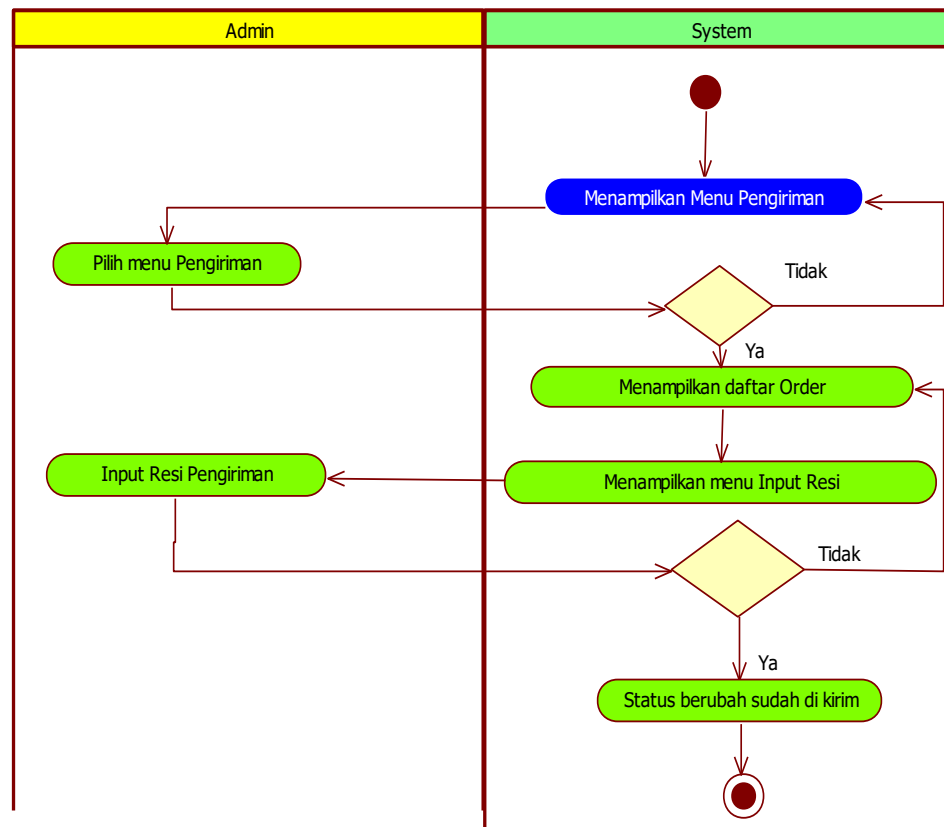 Admin
System
Menampilkan Menu Pengiriman
Pilih menu Pengiriman
Tidak
Ya
Menampilkan daftar Order
Input Resi Pengiriman
Menampilkan menu Input Resi
Tidak
Ya
Status berubah sudah di kirim